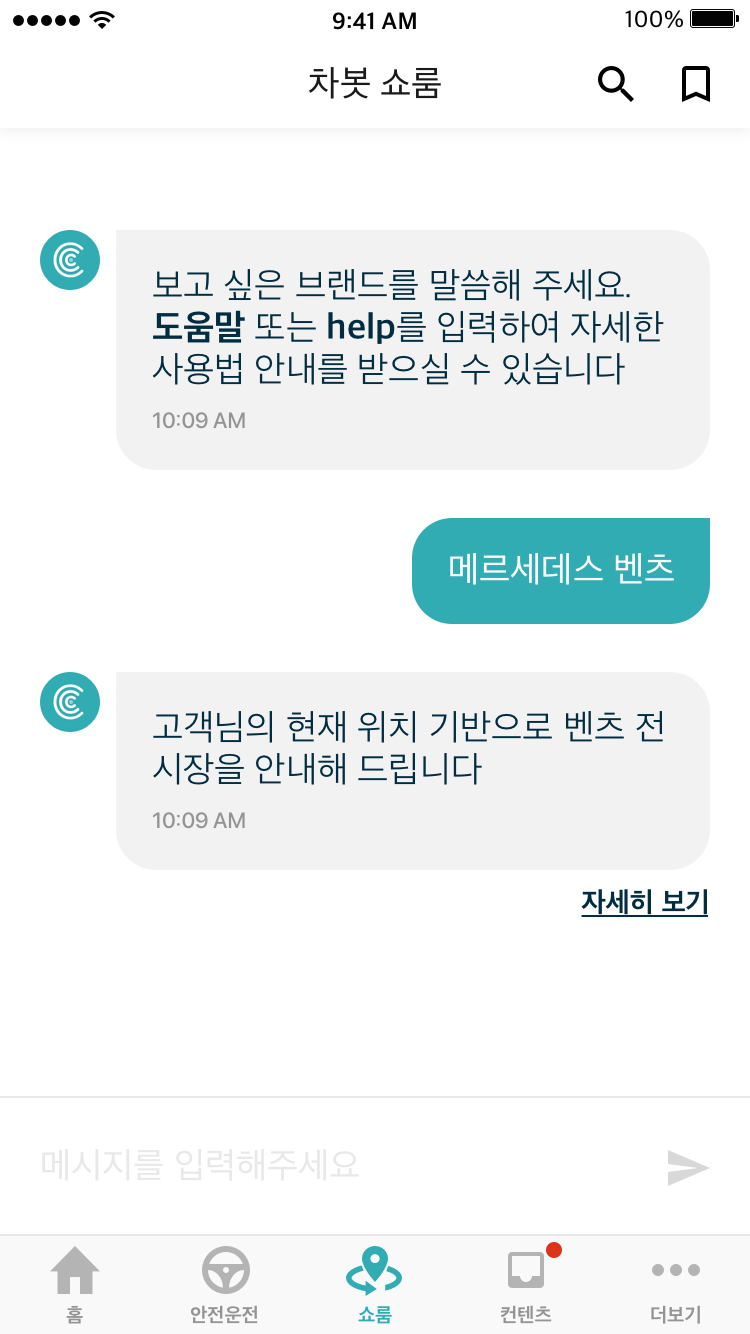 9:41 AM
100%
차봇 쇼룸
보고 싶은 브랜드를 말씀해 주세요.
도움말 또는 help를 입력하여 자세한
사용법 안내를 받으실 수 있습니다
10:09 AM
메르세데스 벤츠
고객님의 현재 위치 기반으로 벤츠 전
시장을 안내해 드립니다
10:09 AM
자세히 보기
메시지를 입력해주세요
홈
안전운전
쇼룸
컨텐츠
더보기